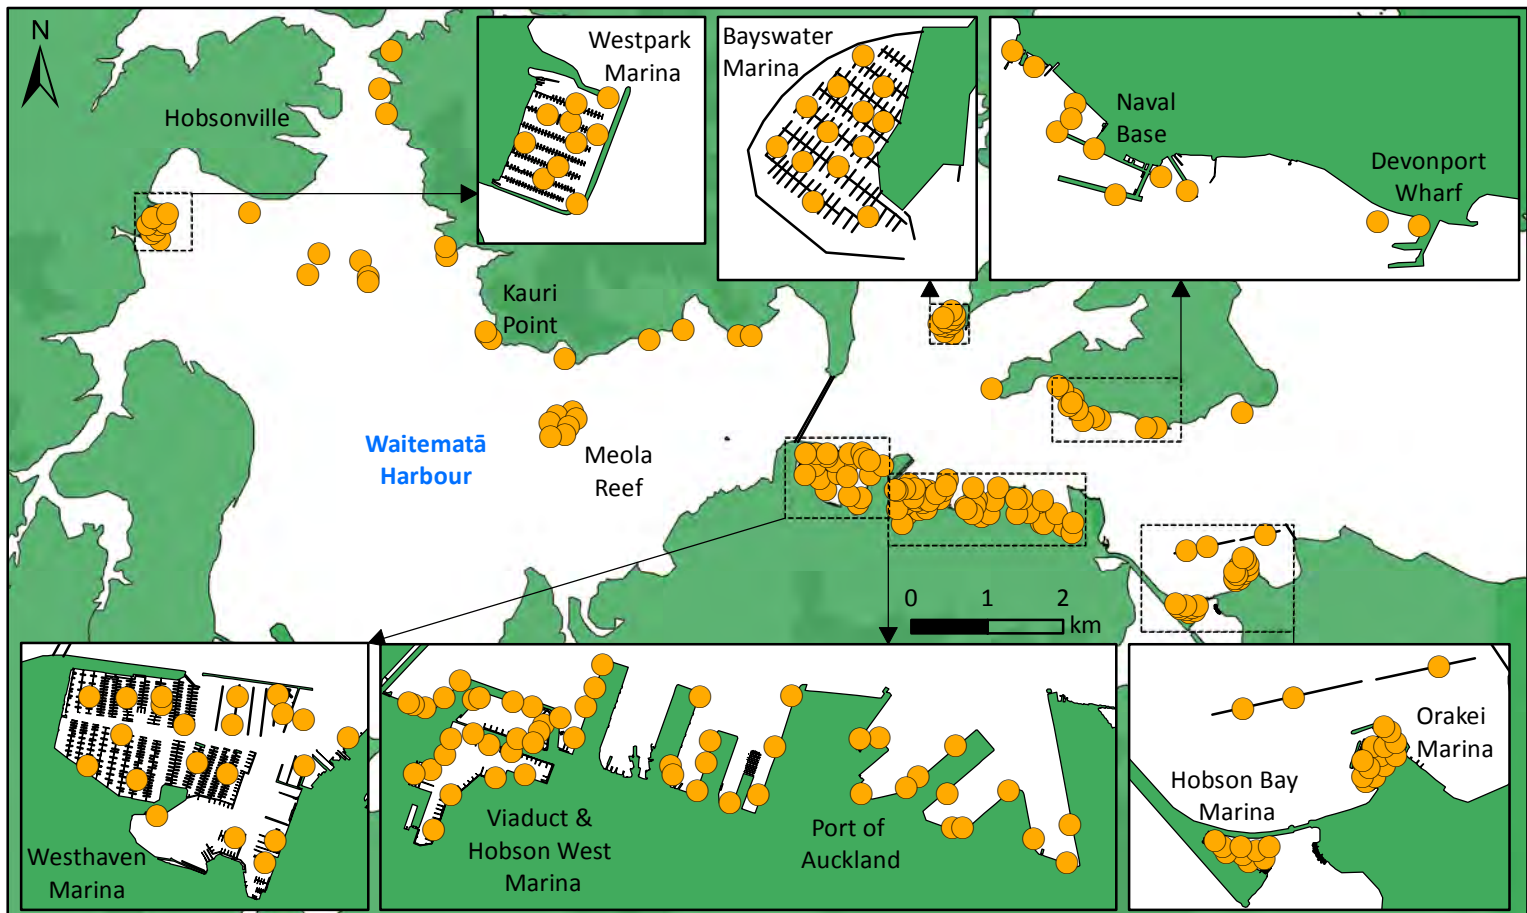 N
Westpark
Marina
Bayswater
Marina
Naval
Base
Devonport
Wharf
Hobsonville
Kauri
Point
Waitematā
Harbour
Meola
Reef
0 1 2
km
Westhaven
Marina
Viaduct &
Hobson West
Marina
Port of
Auckland
Orakei
Marina
Hobson Bay
Marina